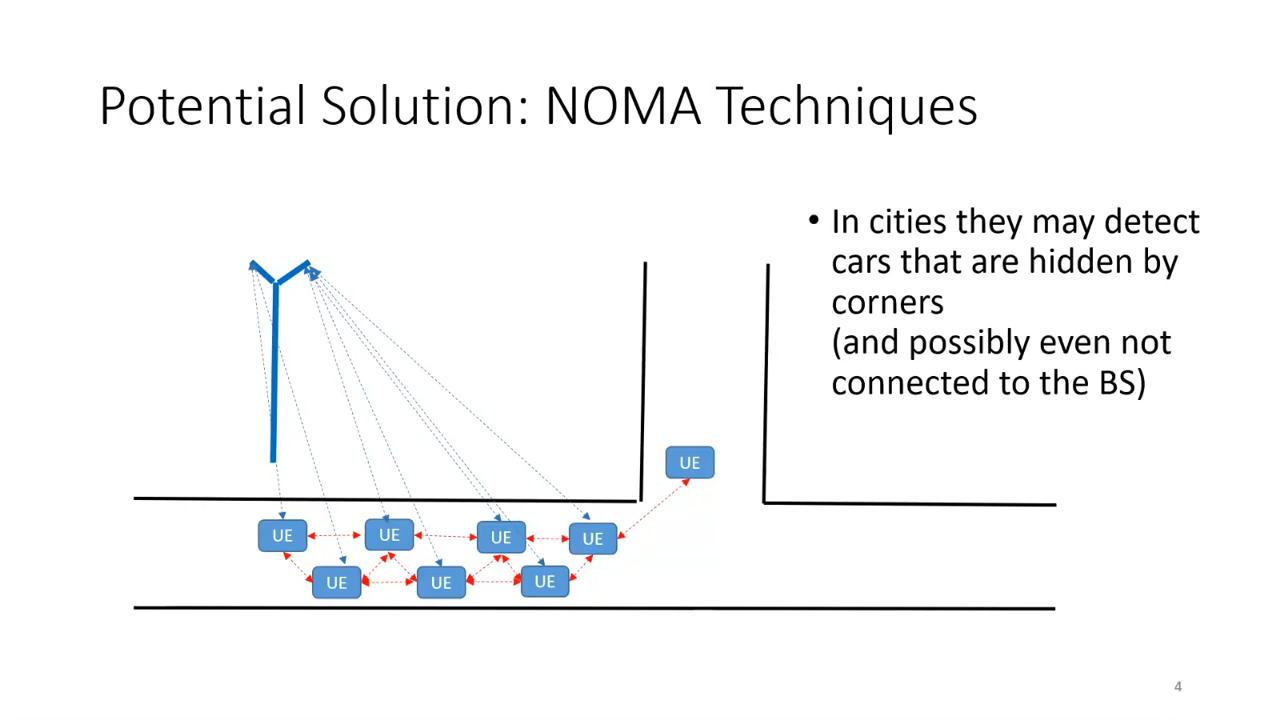 Potential Solution: NOMA Techniques
• In cities they may detect
cars that are hidden by
corners
(and possibly even not
connected to the BS)
UE
UE
UE
UE
UE
UE
UE
UE
4